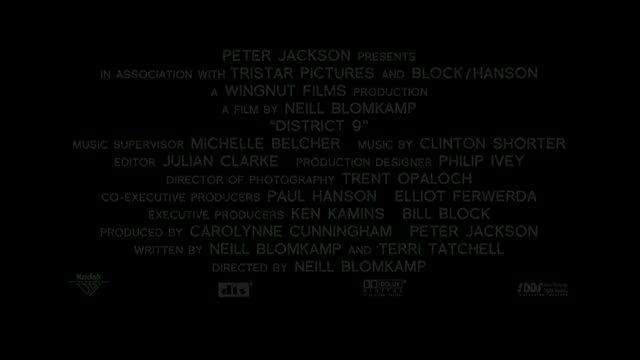 PETER JACKSON PRESENTS
IN ASSOCIATION WITH TRISTAR PICTURES AND BLOCK/HANSON
A WINGNUT FILMS PRODUCTION
A FILM BY NEILL BLOMKAMP
"DISTRICT 9"
MUSIC SUPERVISOR MICHELLE BELCHER MUSIC BY CLINTON SHORTER
EDITOR JULIAN CLARKE PRODUCTION DESIGNER PHILIP IVEY
DIRECTOR OF PHOTOGRAPHY TRENT OPALOCH
CO-EXECUTIVE PRODUCERS PAUL HANSON ELLIOT FERWERDA
EXECUTIVE PRODUCERS KEN KAMINS BILL BLOCK
PRODUCED BY CAROLYNNE CUNNINGHAM PETER JACKSON
WRITTEN BY NEILL BLOMKAMP AND TERRI TATCHELL
DIRECTED BY NEILL BLOMKAMP
Kodak dts DOLBY SDDS
DIGITAL